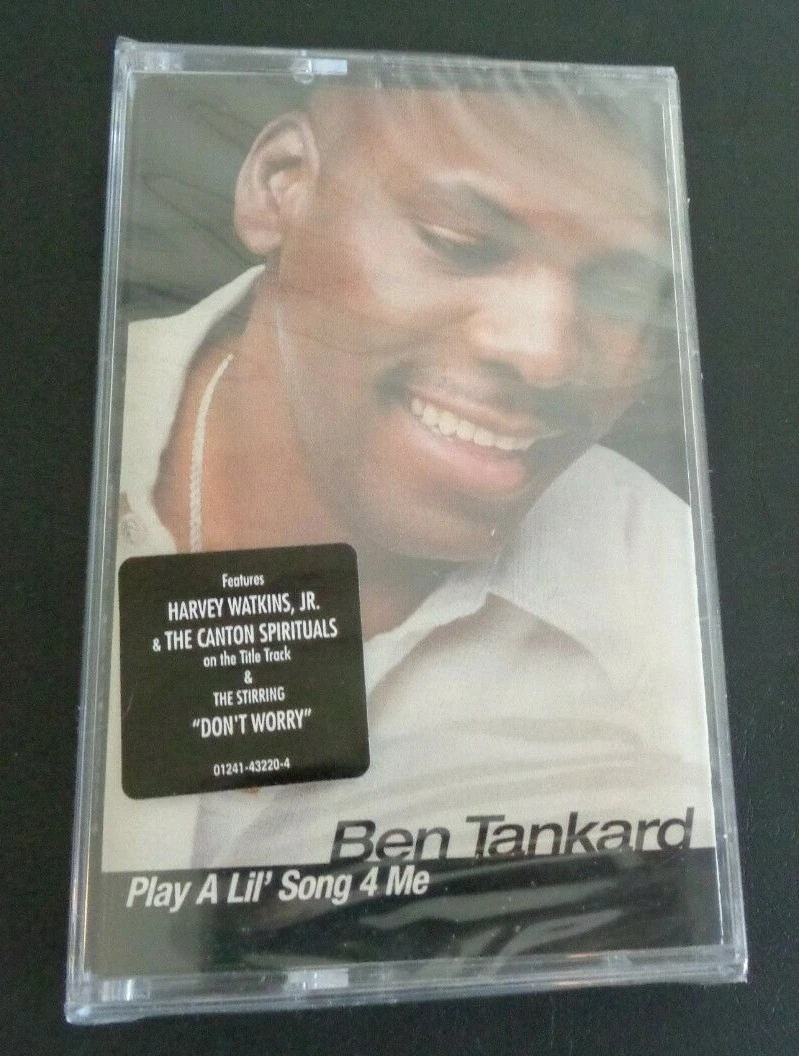 Features
HARVEY WATKINS, JR.
& THE CANTON SPIRITUALS
on the Title Track
&
THE STIRRING
“DON'T WORRY”
01241-43220-4
Ben Tankard
Play A Lil’ Song 4 Me